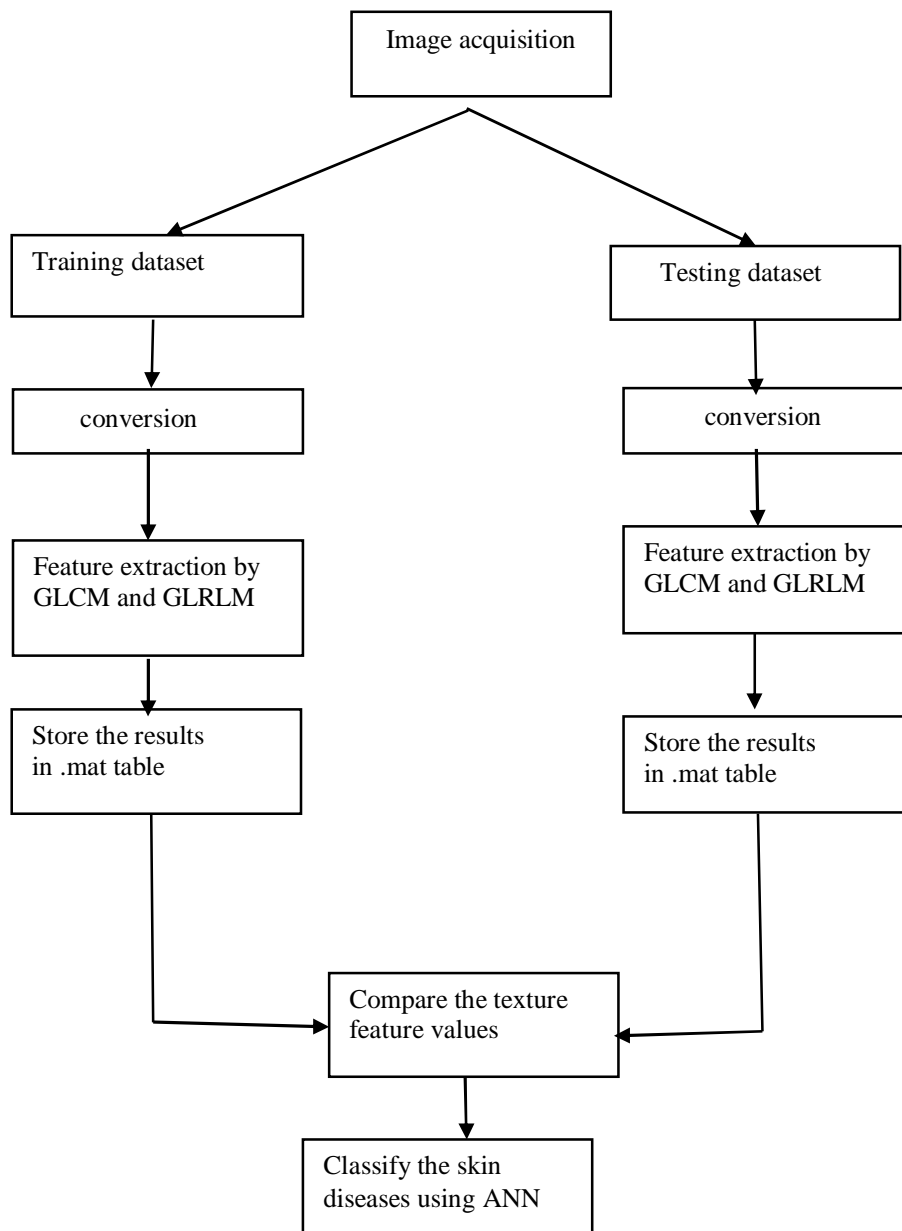 Image acquisition
Training dataset
Testing dataset
conversion
conversion
Feature extraction by
GLCM and GLRLM
Feature extraction by
GLCM and GLRLM
Store the results
in .mat table
Store the results
in .mat table
Compare the texture
feature values
Classify the skin
diseases using ANN